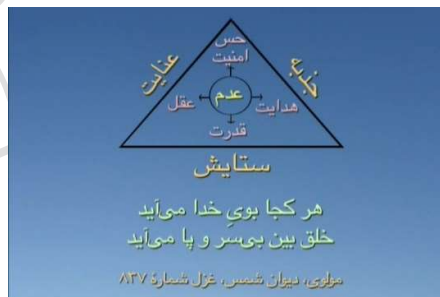 حس
امنیت
عنایت
جذبه
عقل
عدم
هدایت
قدرت
ستایش
هر کجا بویِ خدا می‌آید
خلق بین بی‌سر و پا می‌آید
مولوی، دیوان شمس، غزل شمارهٔ ۸۳۷